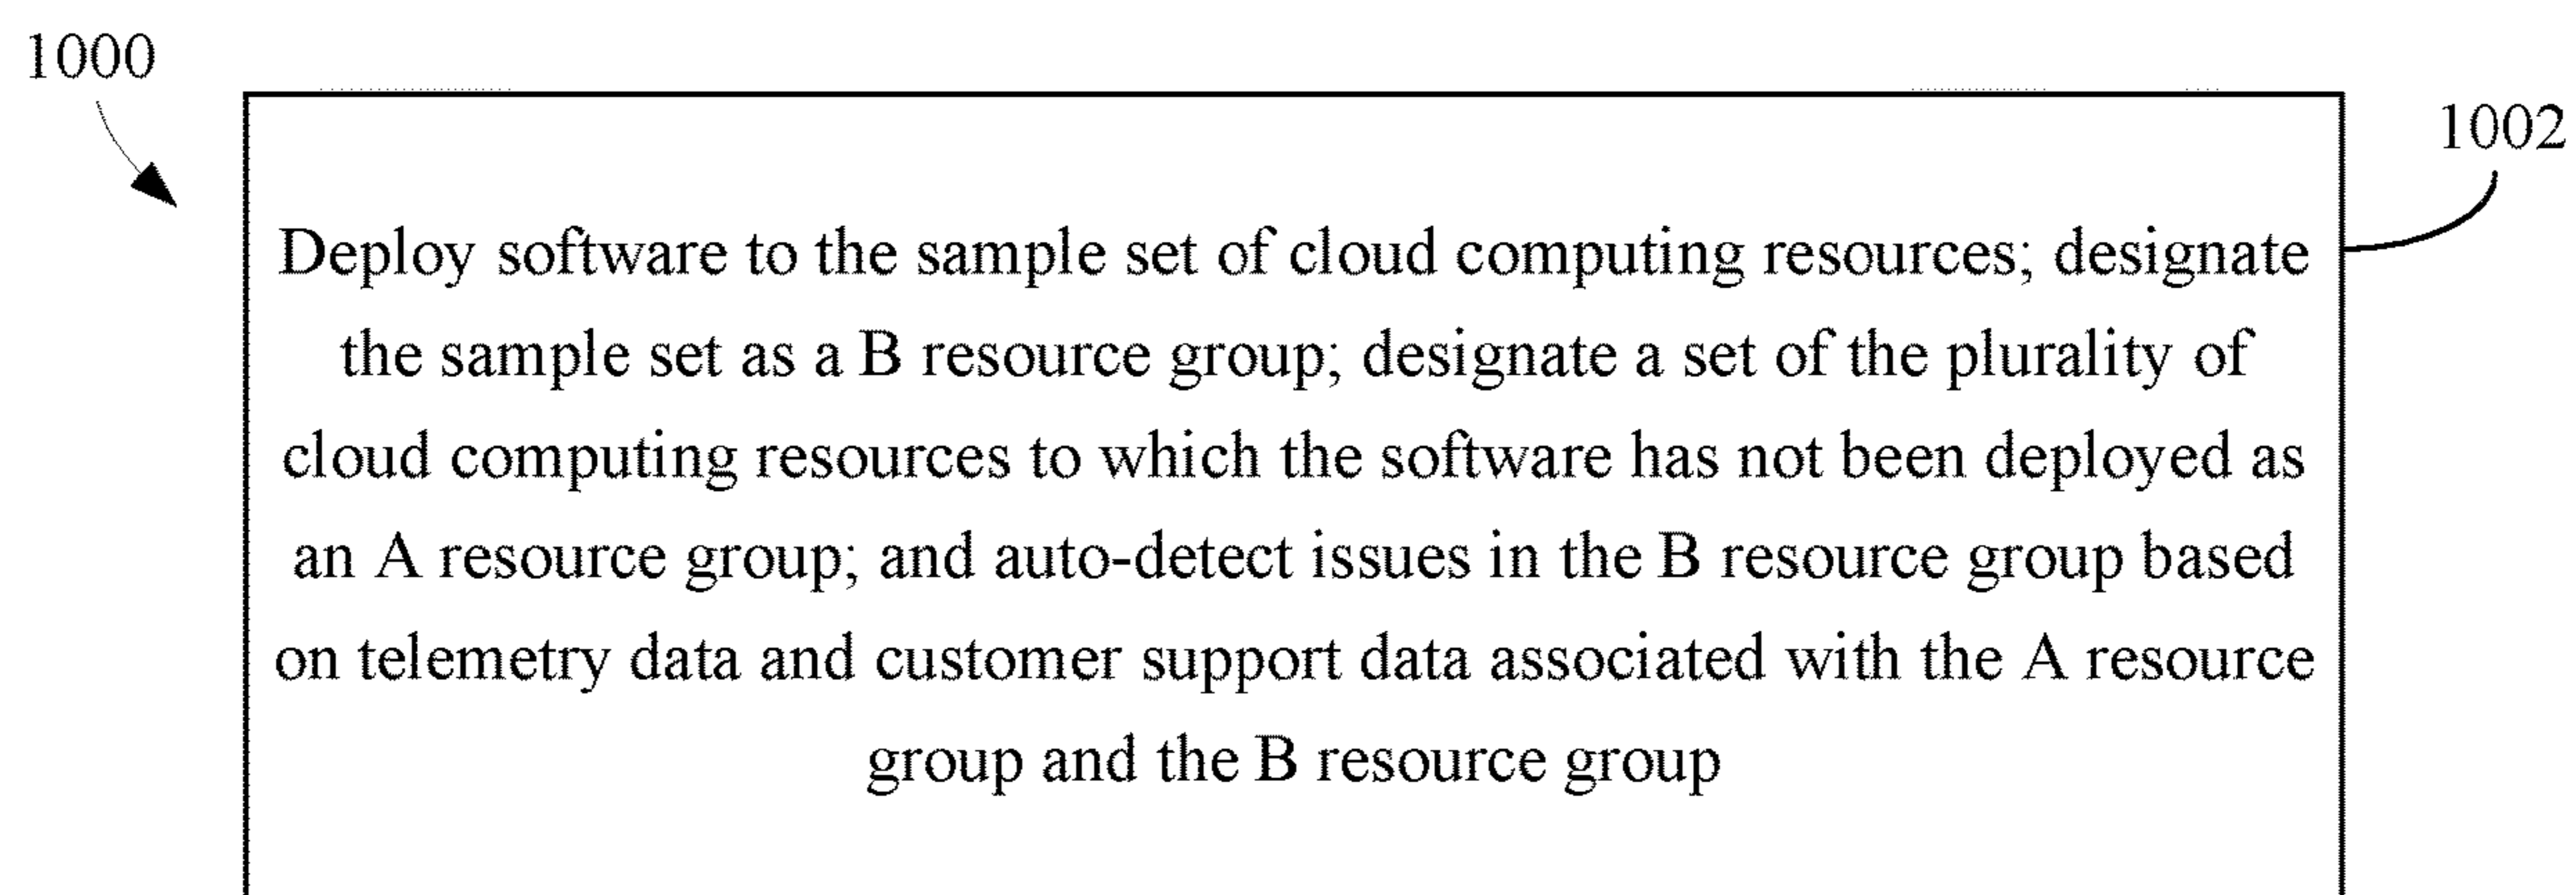 1000
1002
Deploy software to the sample set of cloud computing resources; designate
the sample set as a B resource group; designate a set of the plurality of
cloud computing resources to which the software has not been deployed as
an A resource group; and auto-detect issues in the B resource group based
on telemetry data and customer support data associated with the A resource
group and the B resource group